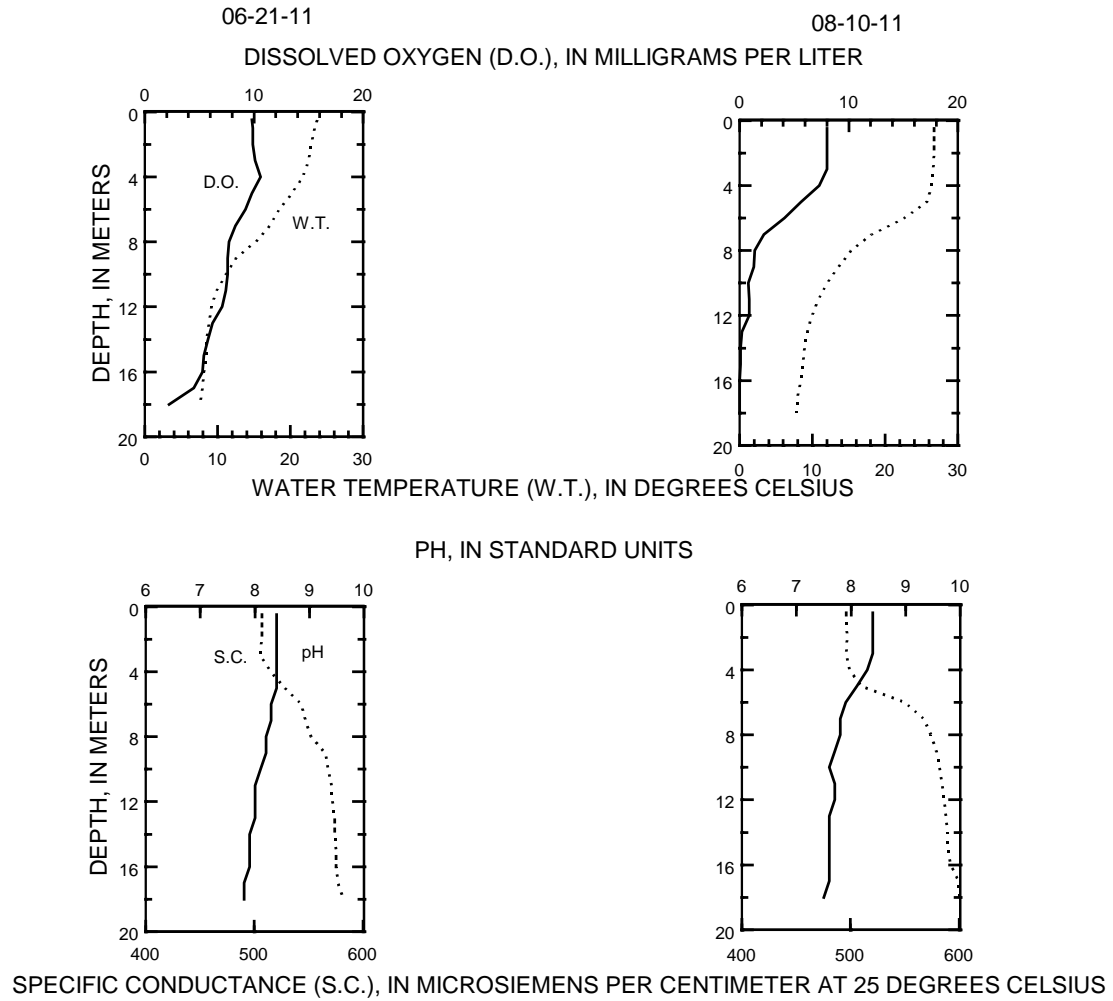 06-21-11 08-10-11
DISSOLVED OXYGEN (D.O.), IN MILLIGRAMS PER LITER
0 10 20 0 10 20
0 0
DEPTH, IN METERS
4 4
D.O.
W.T.
8 8
12 12
16 16
20 20
0 10 20 30 0 10 20 30
WATER TEMPERATURE (W.T.), IN DEGREES CELSIUS
PH, IN STANDARD UNITS
6 7 8 9 10 6 7 8 9 10
0 0
DEPTH, IN METERS
S.C. pH
4 4
8 8
12 12
16 16
20 20
400 500 600 400 500 600
SPECIFIC CONDUCTANCE (S.C.), IN MICROSIEMENS PER CENTIMETER AT 25 DEGREES CELSIUS